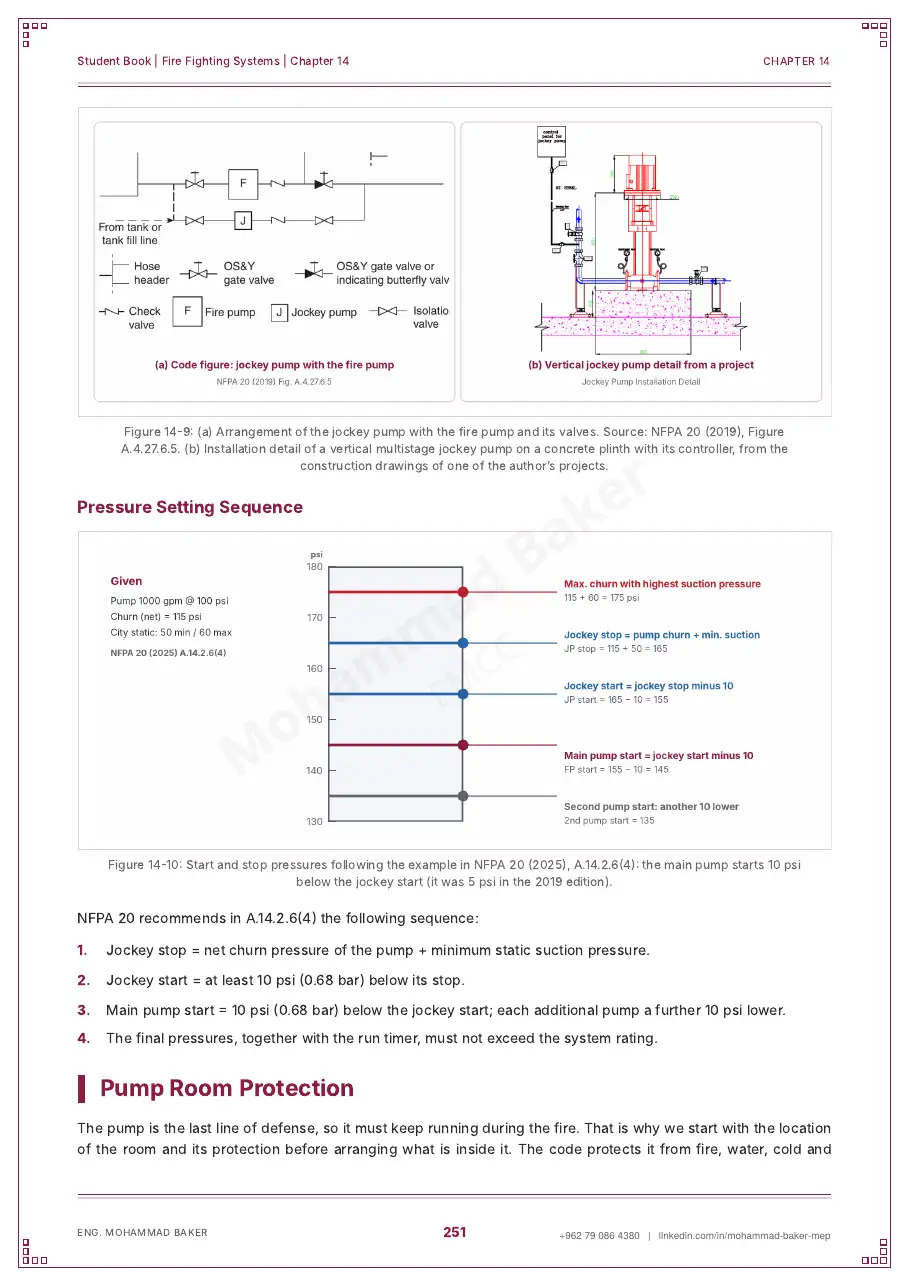 Student Book | Fire Fighting Systems | Chapter 14
CHAPTER 14
F
J
From tank or
tank fill line
Hose
header
OS&Y
gate valve
OS&Y gate valve or
indicating butterfly valv
Check
valve
F
Fire pump
J
Jockey pump
Isolatio
valve
(a) Code figure: jockey pump with the fire pump
NFPA 20 (2019) Fig. A.4.27.6.5
control
panel for
jockey pump
ST. STEEL
(b) Vertical jockey pump detail from a project
Jockey Pump Installation Detail
Figure 14-9: (a) Arrangement of the jockey pump with the fire pump and its valves. Source: NFPA 20 (2019), Figure
A.4.27.6.5. (b) Installation detail of a vertical multistage jockey pump on a concrete plinth with its controller, from the
construction drawings of one of the author's projects.
Pressure Setting Sequence
Given
Pump 1000 gpm @ 100 psi
Churn (net) = 115 psi
City static: 50 min / 60 max
NFPA 20 (2025) A.14.2.6(4)
psi
180
170
160
150
140
130
Max. churn with highest suction pressure
115 + 60 = 175 psi
Jockey stop = pump churn + min. suction
JP stop = 115 + 50 = 165
Jockey start = jockey stop minus 10
JP start = 165 − 10 = 155
Main pump start = jockey start minus 10
FP start = 155 − 10 = 145
Second pump start: another 10 lower
2nd pump start = 135
Mohammad Baker
Figure 14-10: Start and stop pressures following the example in NFPA 20 (2025), A.14.2.6(4): the main pump starts 10 psi
below the jockey start (it was 5 psi in the 2019 edition).
NFPA 20 recommends in A.14.2.6(4) the following sequence:
1. Jockey stop = net churn pressure of the pump + minimum static suction pressure.
2. Jockey start = at least 10 psi (0.68 bar) below its stop.
3. Main pump start = 10 psi (0.68 bar) below the jockey start; each additional pump a further 10 psi lower.
4. The final pressures, together with the run timer, must not exceed the system rating.
Pump Room Protection
The pump is the last line of defense, so it must keep running during the fire. That is why we start with the location
of the room and its protection before arranging what is inside it. The code protects it from fire, water, cold and
ENG. MOHAMMAD BAKER
251
+962 79 086 4380 | linkedin.com/in/mohammad-baker-mep